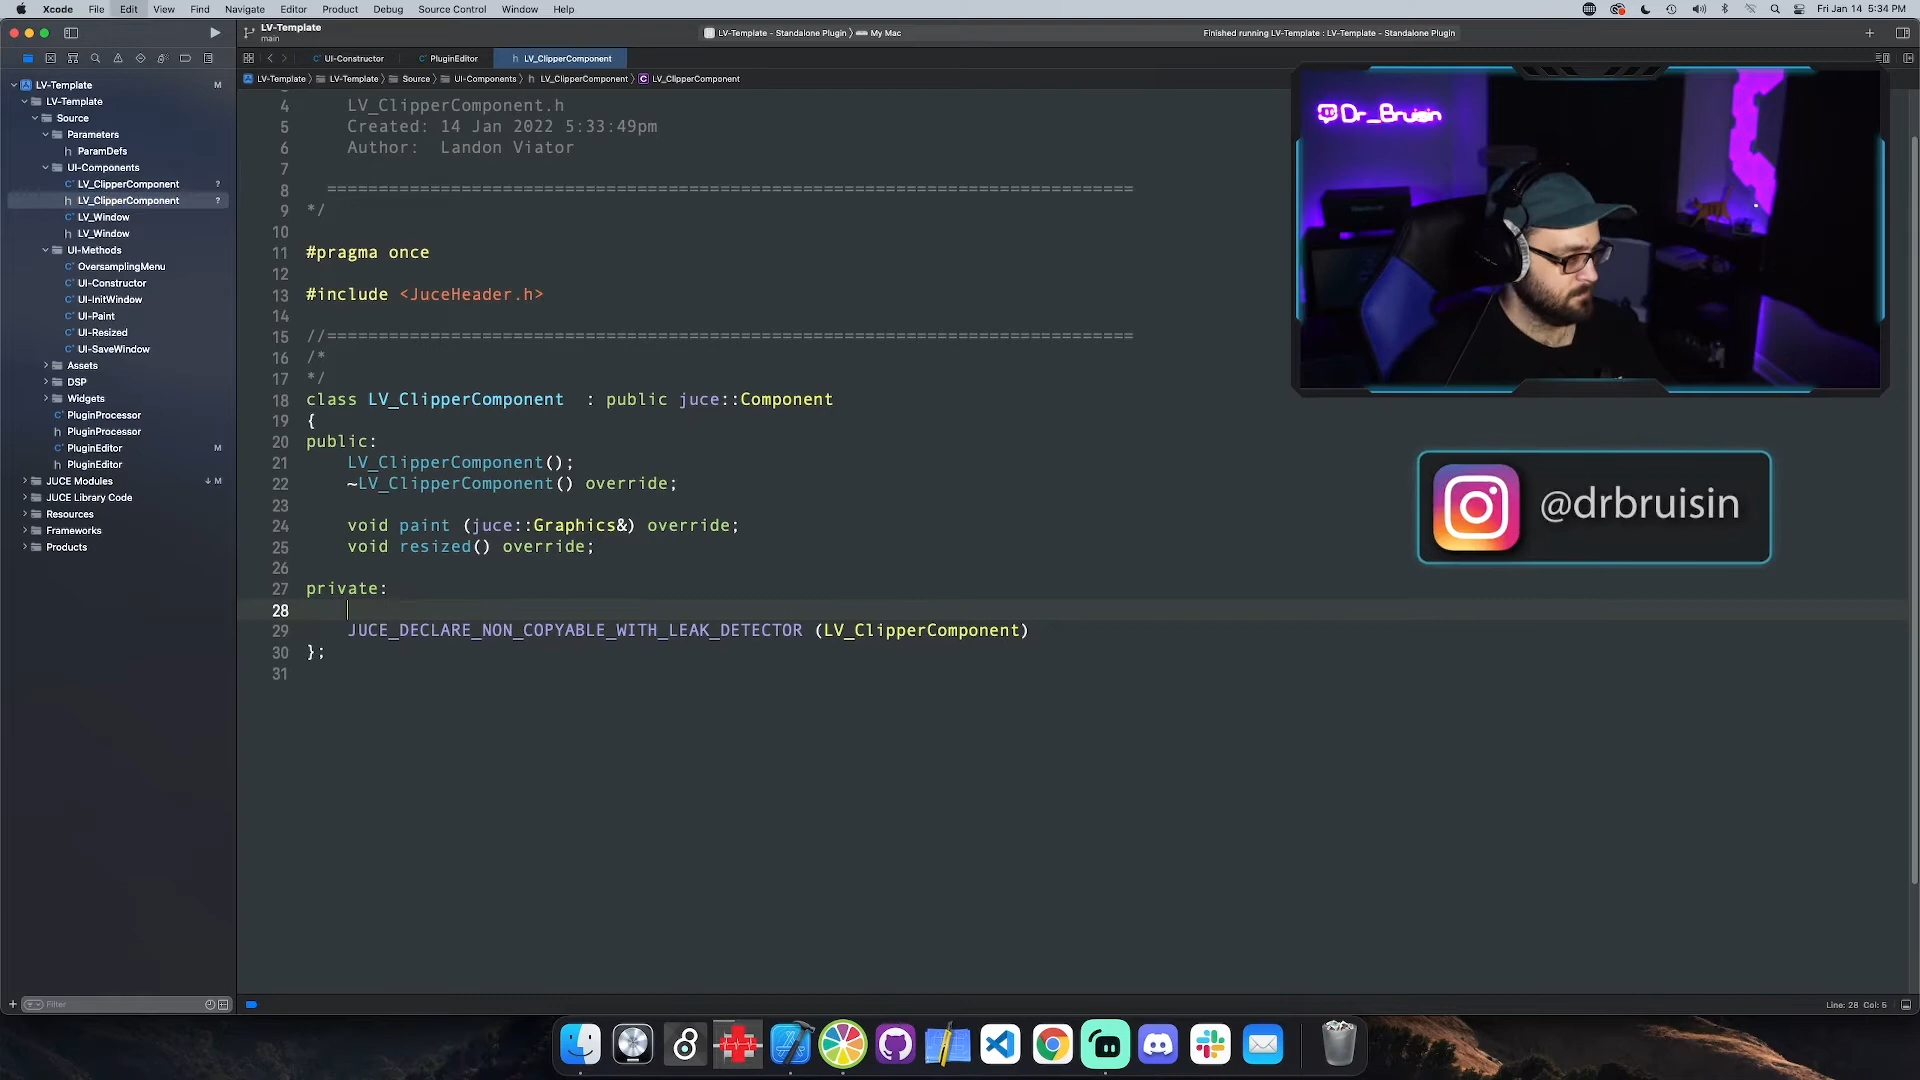 Xcode File Edit View Find Navigate Editor Product Debug Source Control Window Help Fri Jan 14 5:34 PM
LV-Template
main
LV-Template – Standalone Plugin 〉 My Mac
Finished running LV-Template : LV-Template – Standalone Plugin
UI-Constructor PluginEditor LV_ClipperComponent
LV-Template 〉 LV-Template 〉 Source 〉 UI-Components 〉 LV_ClipperComponent 〉 LV_ClipperComponent
LV-Template M
LV-Template
Source
Parameters
ParamDefs
UI-Components
LV_ClipperComponent ?
LV_ClipperComponent ?
LV_Window
LV_Window
UI-Methods
OversamplingMenu
UI-Constructor
UI-InitWindow
UI-Paint
UI-Resized
UI-SaveWindow
Assets
DSP
Widgets
PluginProcessor
PluginProcessor
PluginEditor M
PluginEditor
JUCE Modules M
JUCE Library Code
Resources
Frameworks
Products
Filter
4 LV_ClipperComponent.h
5 Created: 14 Jan 2022 5:33:49pm
6 Author:  Landon Viator
7
8 ==============================================================================
9 */
10
11 #pragma once
12
13 #include <JuceHeader.h>
14
15 //==============================================================================
16 /*
17 */
18 class LV_ClipperComponent  : public juce::Component
19 {
20 public:
21 LV_ClipperComponent();
22 ~LV_ClipperComponent() override;
23
24 void paint (juce::Graphics&) override;
25 void resized() override;
26
27 private:
28
29 JUCE_DECLARE_NON_COPYABLE_WITH_LEAK_DETECTOR (LV_ClipperComponent)
30 };
31
Dr_Bruisin
@drbruisin
Line: 28 Col: 5